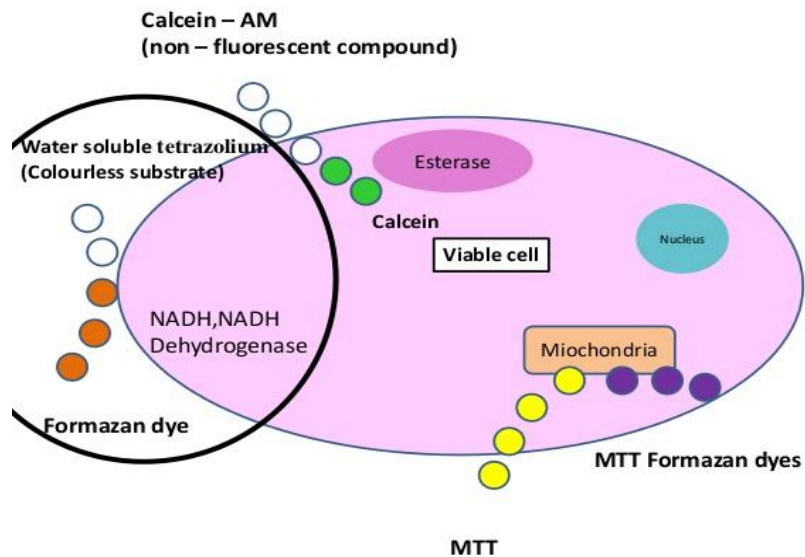 Calcein – AM
(non – fluorescent compound)
Water soluble tetrazolium
(Colourless substrate)
Esterase
Calcein
Nucleus
Viable cell
NADH,NADH
Dehydrogenase
Miochondria
Formazan dye
MTT Formazan dyes
MTT